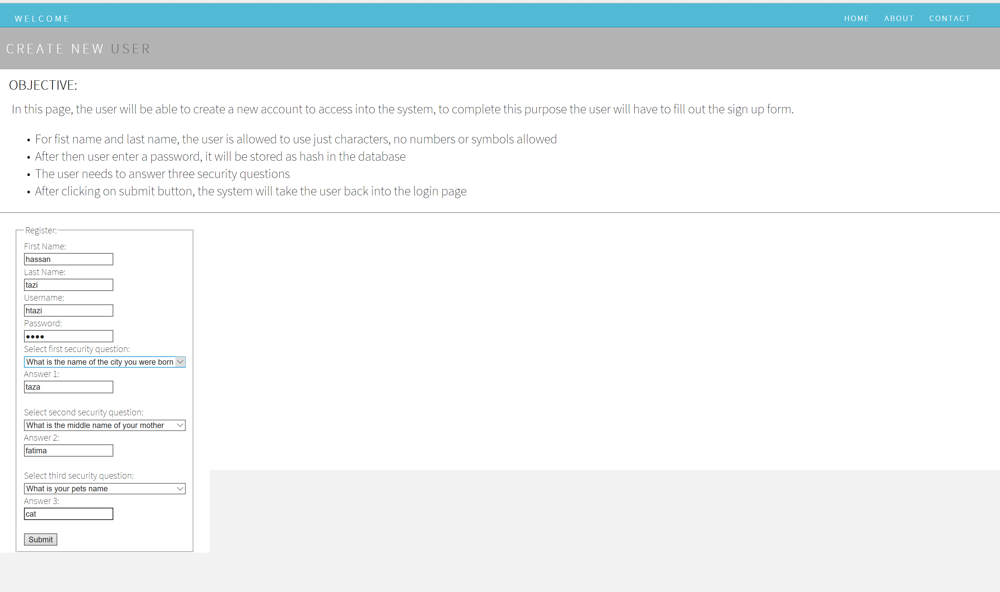 WELCOME
HOME ABOUT CONTACT
CREATE NEW USER
OBJECTIVE:
In this page, the user will be able to create a new account to access into the system, to complete this purpose the user will have to fill out the sign up form.
• For fist name and last name, the user is allowed to use just characters, no numbers or symbols allowed
• After then user enter a password, it will be stored as hash in the database
• The user needs to answer three security questions
• After clicking on submit button, the system will take the user back into the login page
Register:
First Name:
hassan
Last Name:
tazi
Username:
htazi
Password:
••••
Select first security question:
What is the name of the city you were born
Answer 1:
taza
Select second security question:
What is the middle name of your mother
Answer 2:
fatima
Select third security question:
What is your pets name
Answer 3:
cat
Submit